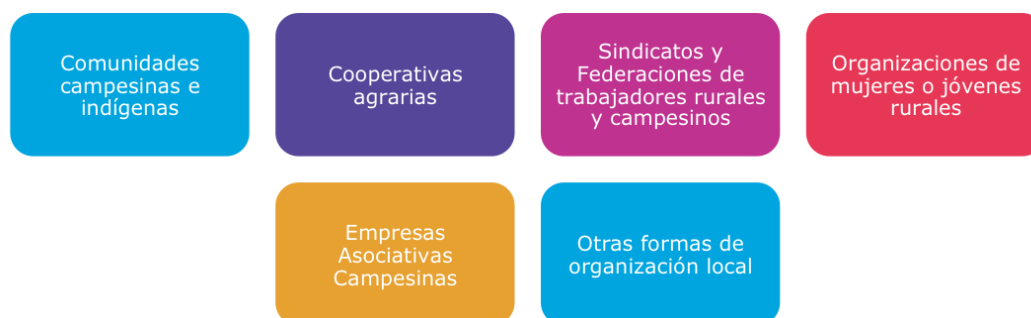 Comunidades
campesinas e
indígenas
Cooperativas
agrarias
Sindicatos y
Federaciones de
trabajadores rurales
y campesinos
Organizaciones de
mujeres o jóvenes
rurales
Empresas
Asociativas
Campesinas
Otras formas de
organización local